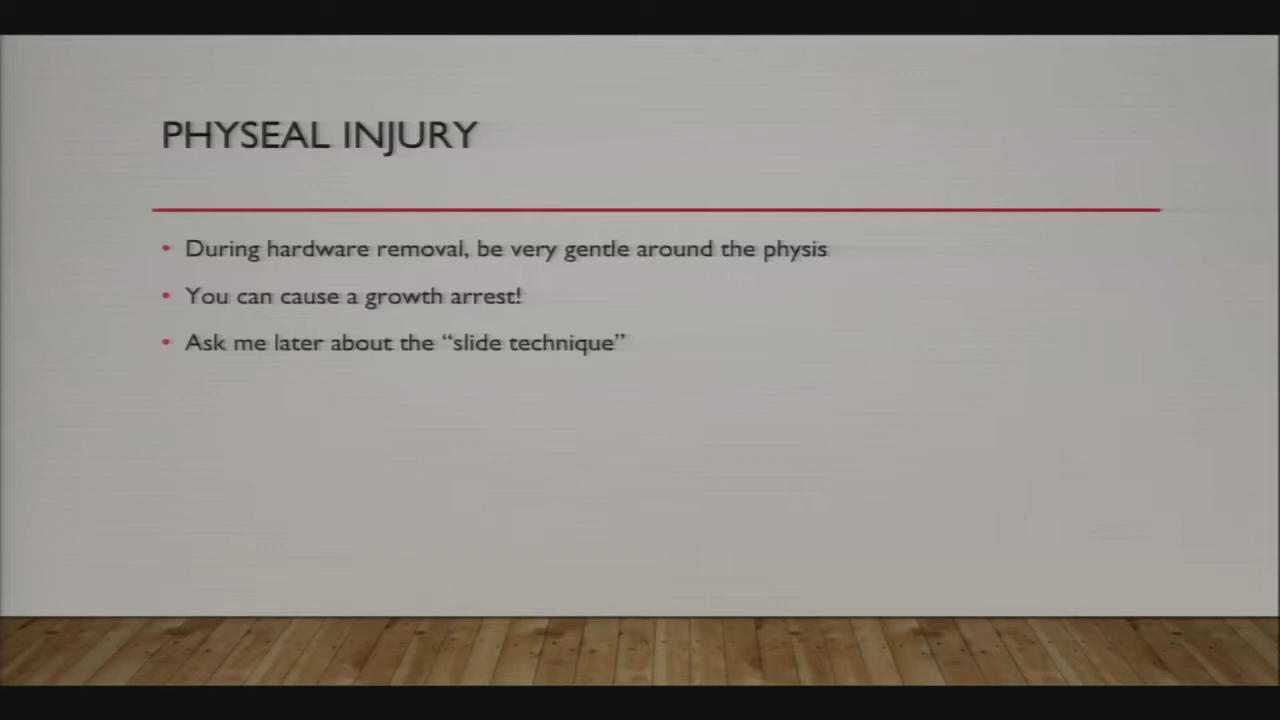 PHYSEAL INJURY
• During hardware removal, be very gentle around the physis
• You can cause a growth arrest!
• Ask me later about the “slide technique”